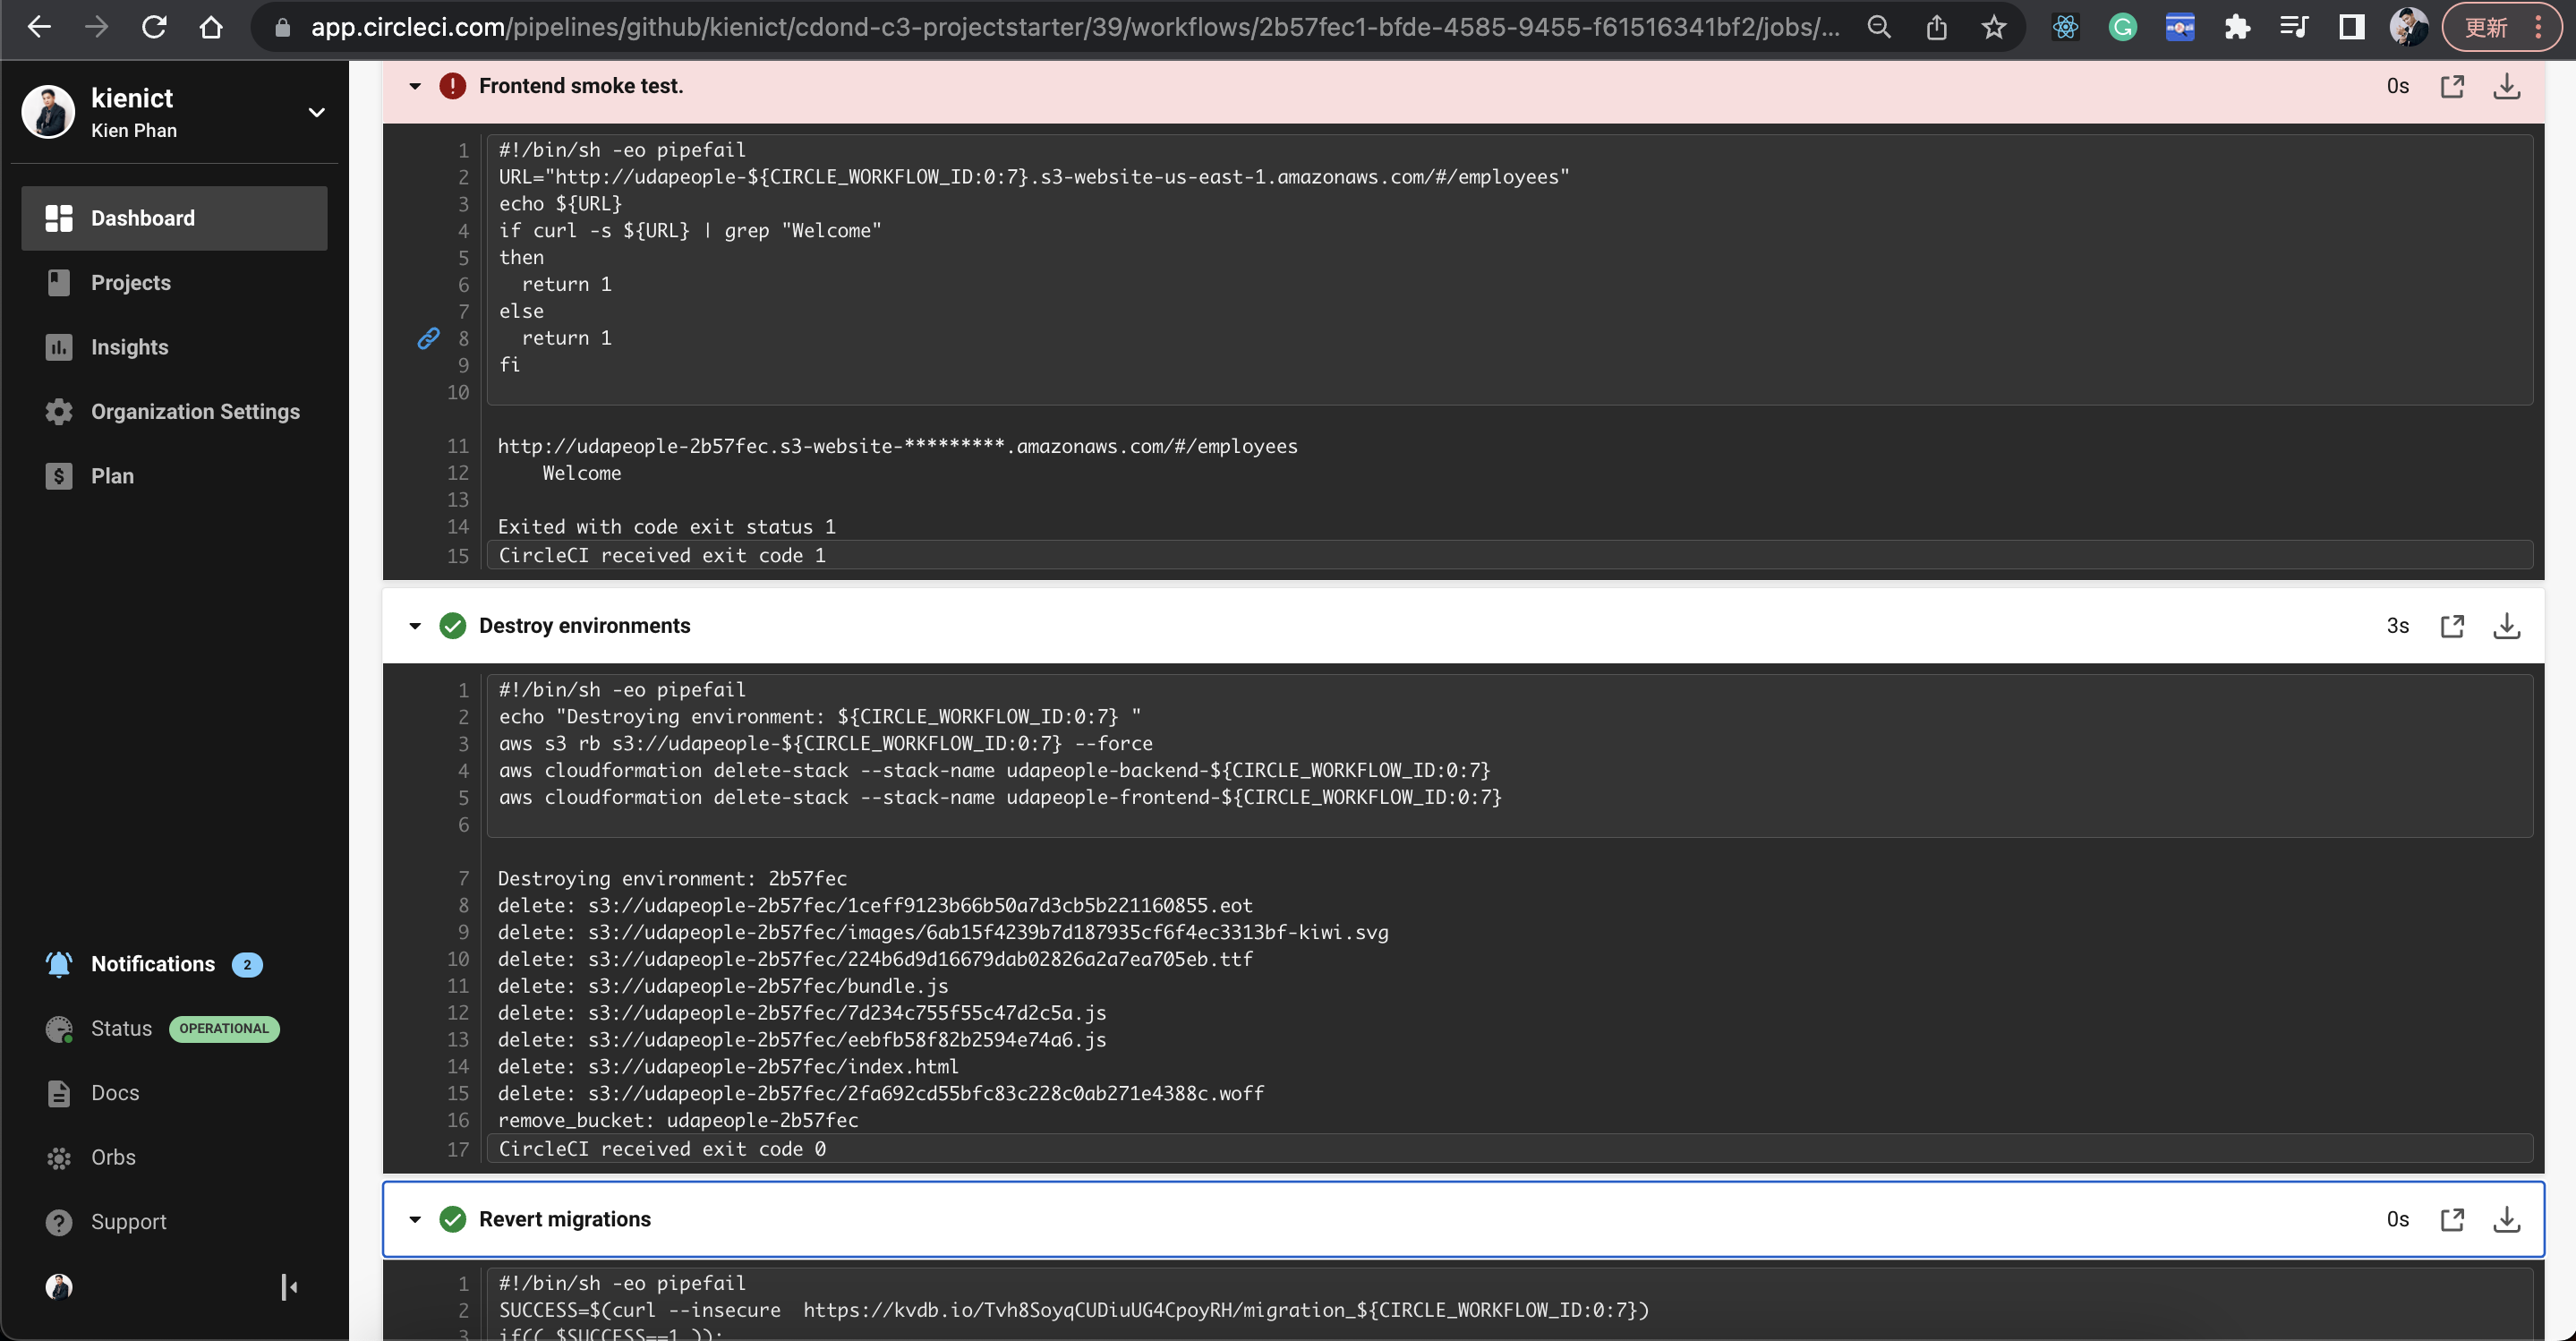 app.circleci.com/pipelines/github/kienict/cdond-c3-projectstarter/39/workflows/2b57fec1-bfde-4585-9455-f61516341bf2/jobs/...
更新
kienict
Kien Phan
Dashboard
Projects
Insights
Organization Settings
Plan
Notifications 2
Status OPERATIONAL
Docs
Orbs
Support
Frontend smoke test. 0s
1 #!/bin/sh -eo pipefail
2 URL="http://udapeople-${CIRCLE_WORKFLOW_ID:0:7}.s3-website-us-east-1.amazonaws.com/#/employees"
3 echo ${URL}
4 if curl -s ${URL} | grep "Welcome"
5 then
6 return 1
7 else
8 return 1
9 fi
10
11 http://udapeople-2b57fec.s3-website-*********.amazonaws.com/#/employees
12 Welcome
13
14 Exited with code exit status 1
15 CircleCI received exit code 1
Destroy environments 3s
1 #!/bin/sh -eo pipefail
2 echo "Destroying environment: ${CIRCLE_WORKFLOW_ID:0:7} "
3 aws s3 rb s3://udapeople-${CIRCLE_WORKFLOW_ID:0:7} --force
4 aws cloudformation delete-stack --stack-name udapeople-backend-${CIRCLE_WORKFLOW_ID:0:7}
5 aws cloudformation delete-stack --stack-name udapeople-frontend-${CIRCLE_WORKFLOW_ID:0:7}
6
7 Destroying environment: 2b57fec
8 delete: s3://udapeople-2b57fec/1ceff9123b66b50a7d3cb5b221160855.eot
9 delete: s3://udapeople-2b57fec/images/6ab15f4239b7d187935cf6f4ec3313bf-kiwi.svg
10 delete: s3://udapeople-2b57fec/224b6d9d16679dab02826a2a7ea705eb.ttf
11 delete: s3://udapeople-2b57fec/bundle.js
12 delete: s3://udapeople-2b57fec/7d234c755f55c47d2c5a.js
13 delete: s3://udapeople-2b57fec/eebfb58f82b2594e74a6.js
14 delete: s3://udapeople-2b57fec/index.html
15 delete: s3://udapeople-2b57fec/2fa692cd55bfc83c228c0ab271e4388c.woff
16 remove_bucket: udapeople-2b57fec
17 CircleCI received exit code 0
Revert migrations 0s
1 #!/bin/sh -eo pipefail
2 SUCCESS=$(curl --insecure  https://kvdb.io/Tvh8SoyqCUDiuUG4CpoyRH/migration_${CIRCLE_WORKFLOW_ID:0:7})
3 if(( $SUCCESS==1 ));